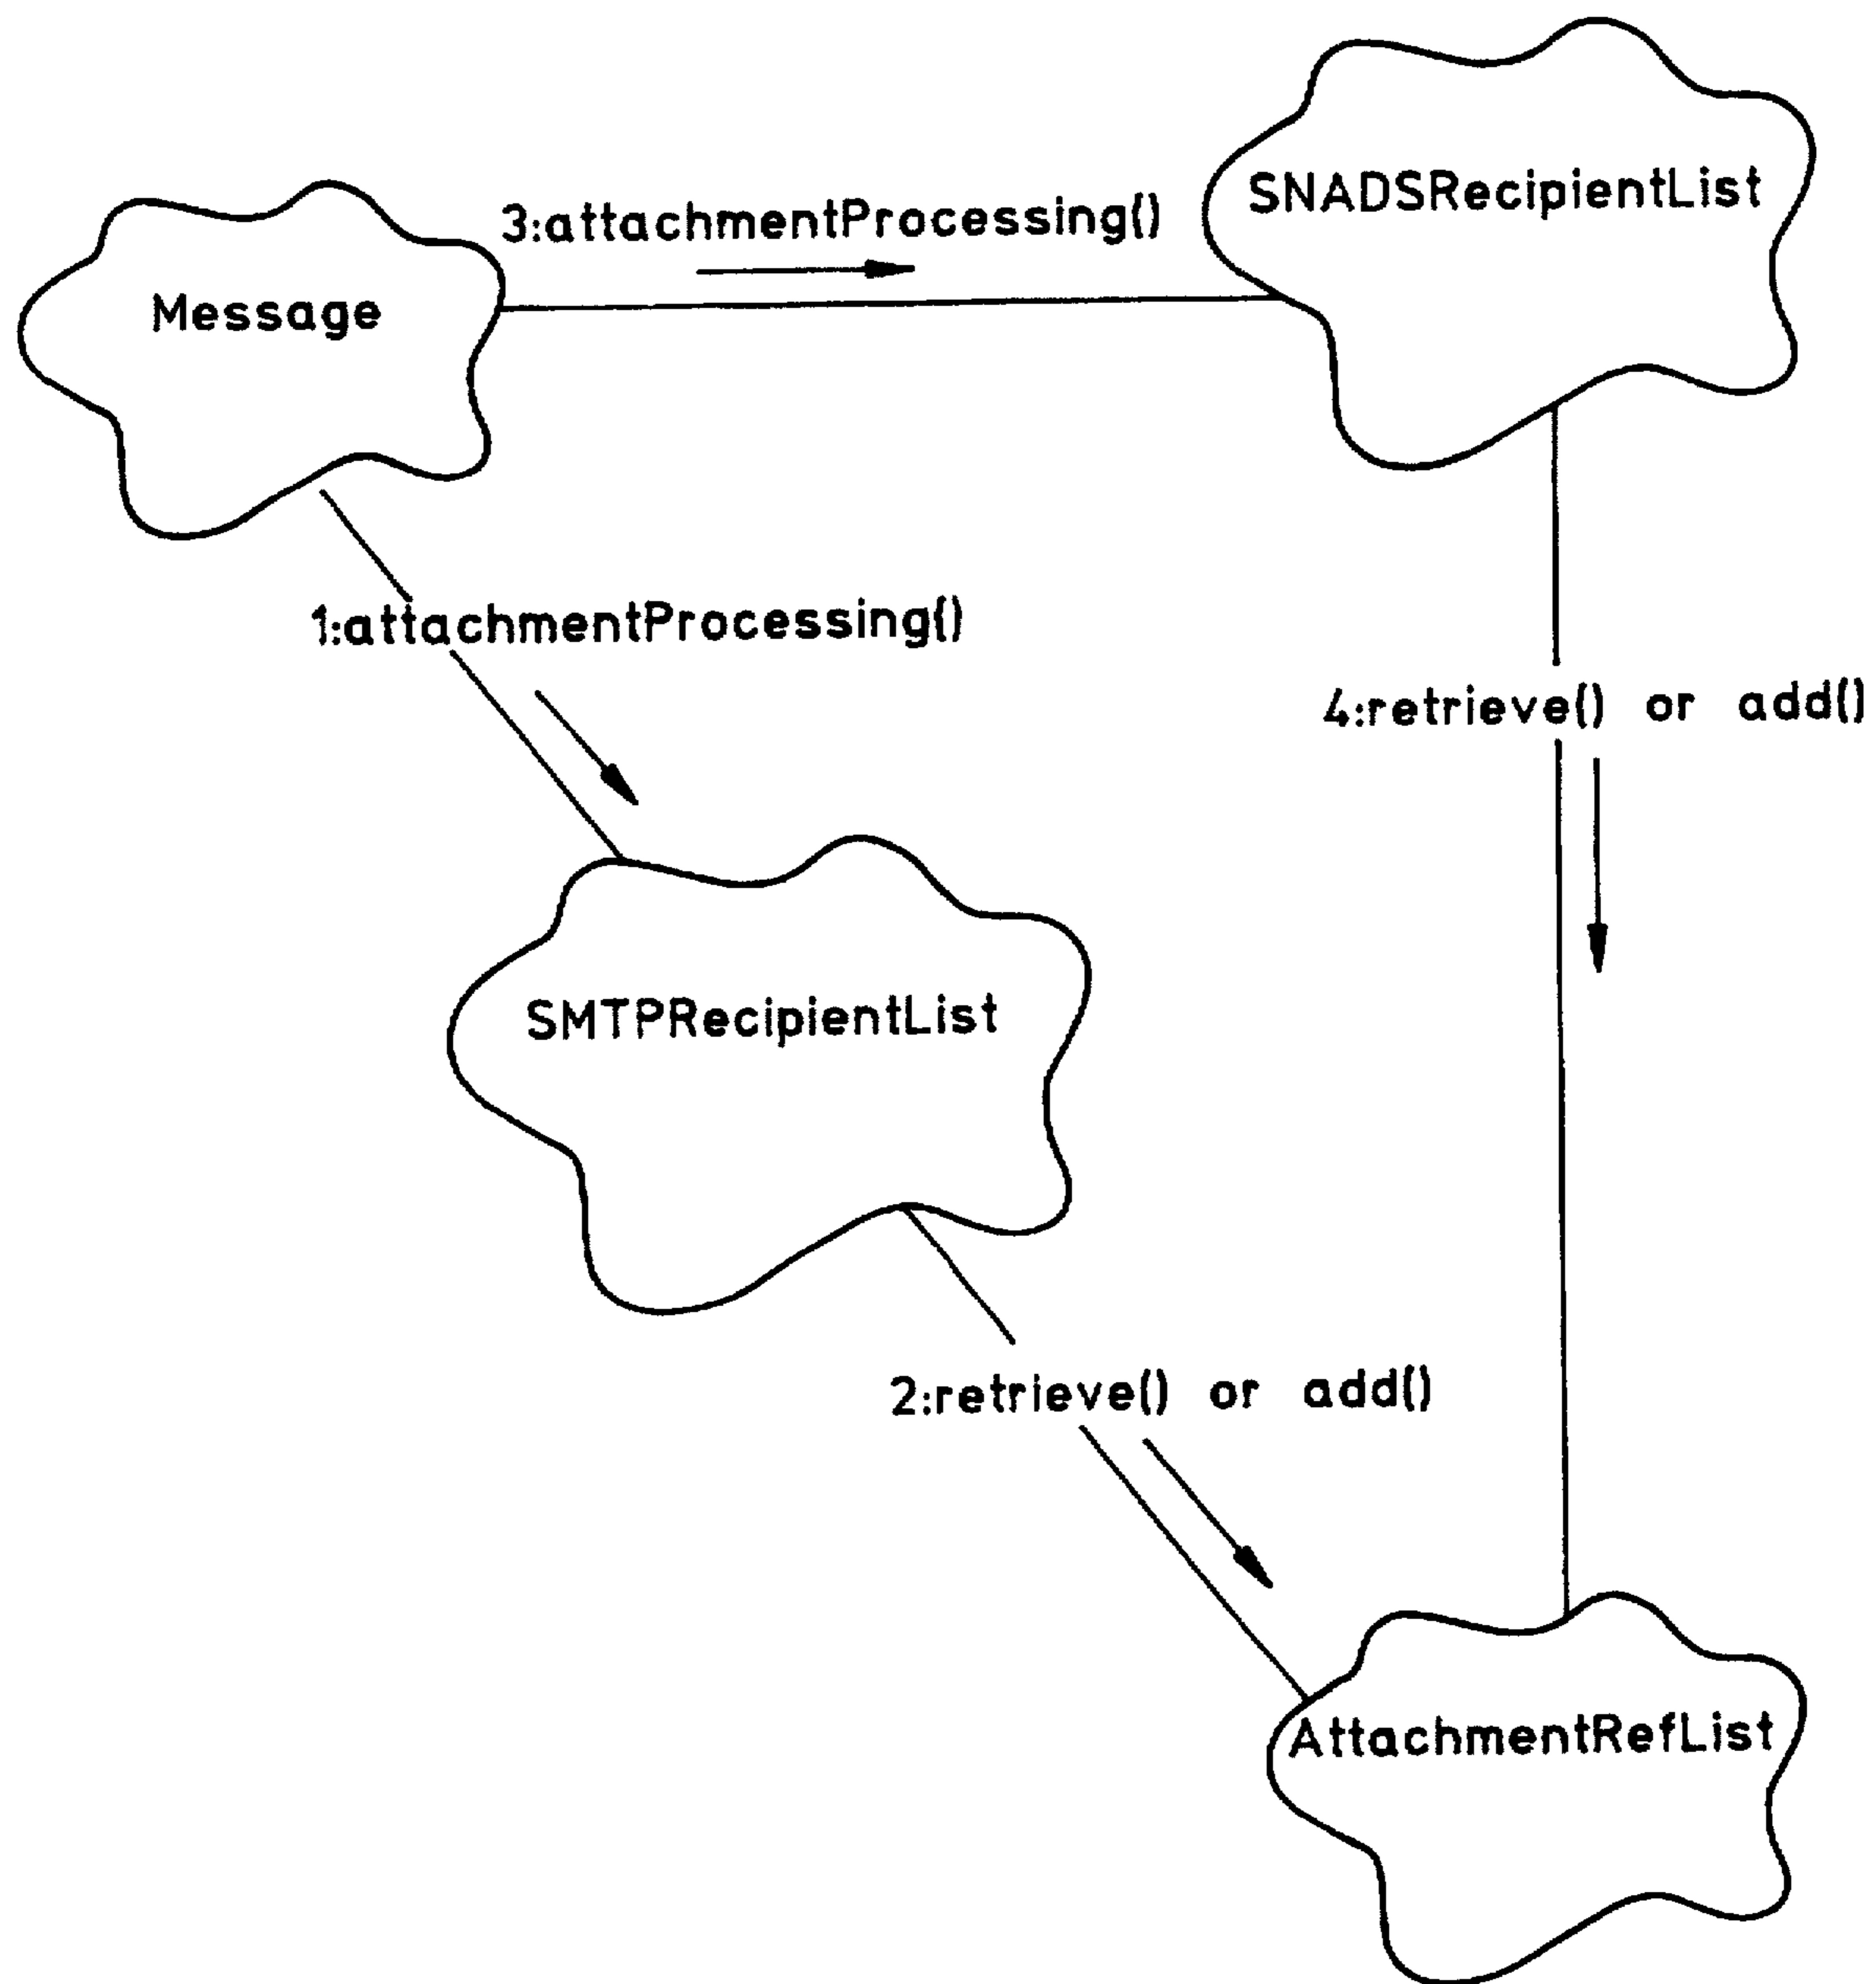 SNADSRecipientList
3:attachmentProcessing()
Message
1:attachmentProcessing()
4:retrieve() or add()
SMTPRecipientList
2:retrieve() or add()
AttachmentRefList